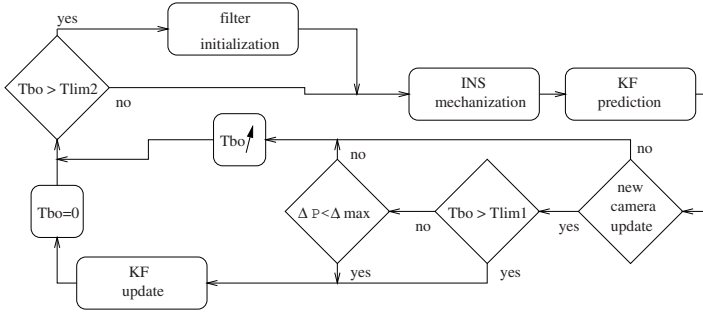 yes
filter
initialization
Tbo > Tlim2
no
INS
mechanization
KF
prediction
Tbo
no
no
new
camera
update
Tbo=0
Δ P<Δ max
Tbo > Tlim1
no
yes
KF
update
yes
yes